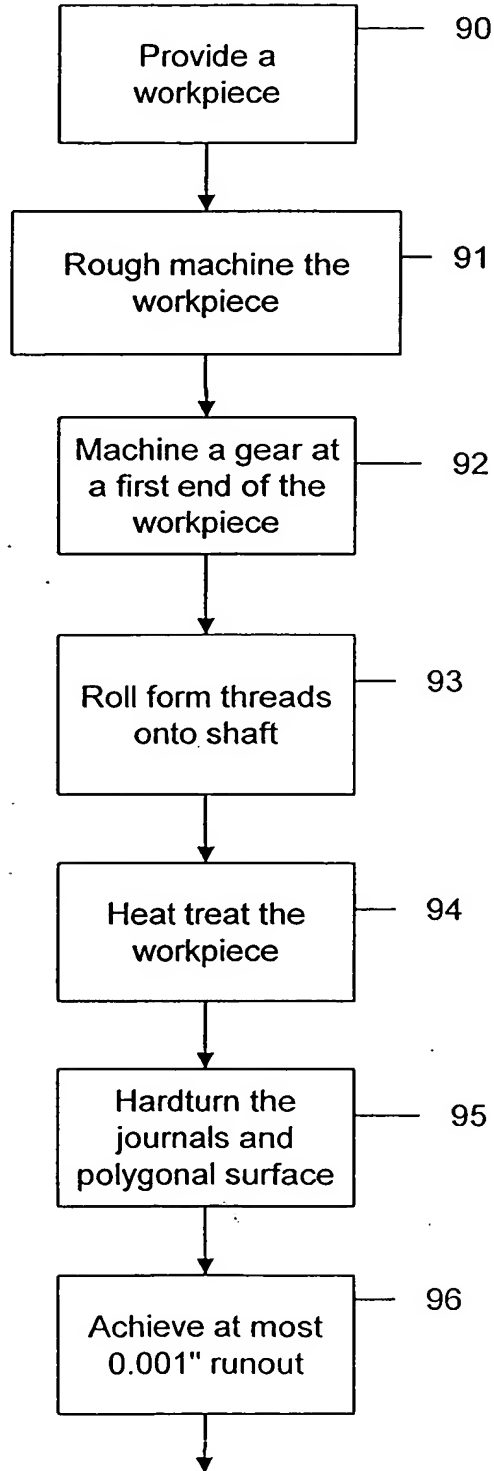 Provide a
workpiece
90
Rough machine the
workpiece
91
Machine a gear at
a first end of the
workpiece
92
Roll form threads
onto shaft
93
Heat treat the
workpiece
94
Hardturn the
journals and
polygonal surface
95
Achieve at most
0.001" runout
96